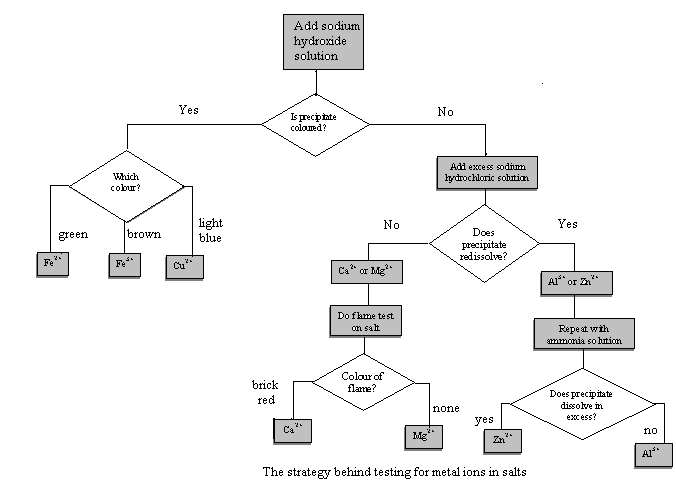 Add sodium
hydroxide
solution
Is precipitate
coloured?
Yes
No
Which
colour?
green
brown
light
blue
Fe²⁺
Fe³⁺
Cu²⁺
Add excess sodium
hydrochloric solution
Does
precipitate
redissolve?
No
Yes
Ca²⁺ or Mg²⁺
Do flame test
on salt
Colour of
flame?
brick
red
none
Ca²⁺
Mg²⁺
Al³⁺ or Zn²⁺
Repeat with
ammonia solution
Does precipitate
dissolve in
excess?
yes
no
Zn²⁺
Al³⁺
The strategy behind testing for metal ions in salts